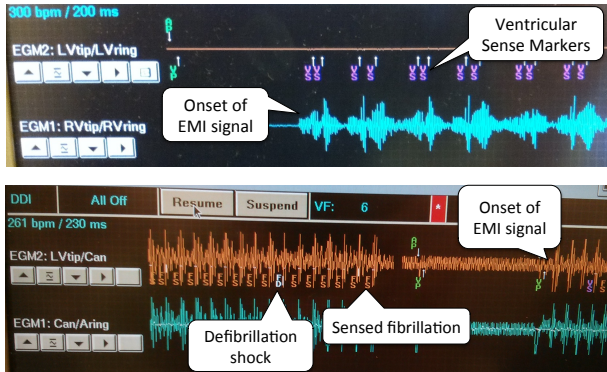 300 bpm / 200 ms
A
P
EGM2: LVtip/LVring
Ventricular
Sense Markers
V
P
V V
S S
V V
S S
V V
S S
V V
S S
V V
S S
V V
S S
Onset of
EMI signal
EGM1: RVtip/RVring
DDI
All Off
Resume
Suspend
VF: 6
*
261 bpm / 230 ms
Onset of
EMI signal
EGM2: LVtip/Can
A
P
V
P
V
P
V
S
EGM1: Can/Aring
Defibrillation
shock
Sensed fibrillation